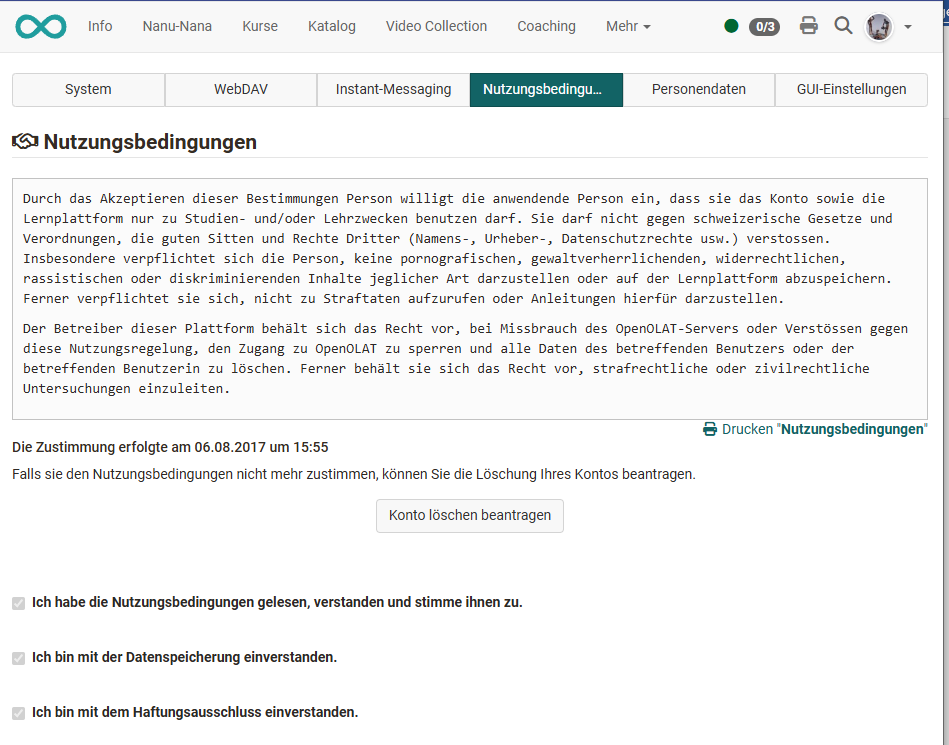 Info Nanu-Nana Kurse Katalog Video Collection Coaching Mehr 0/3
System WebDAV Instant-Messaging Nutzungsbedingu... Personendaten GUI-Einstellungen
Nutzungsbedingungen
Durch das Akzeptieren dieser Bestimmungen Person willigt die anwendende Person ein, dass sie das Konto sowie die
Lernplattform nur zu Studien- und/oder Lehrzwecken benutzen darf. Sie darf nicht gegen schweizerische Gesetze und
Verordnungen, die guten Sitten und Rechte Dritter (Namens-, Urheber-, Datenschutzrechte usw.) verstossen.
Insbesondere verpflichtet sich die Person, keine pornografischen, gewaltverherrlichenden, widerrechtlichen,
rassistischen oder diskriminierenden Inhalte jeglicher Art darzustellen oder auf der Lernplattform abzuspeichern.
Ferner verpflichtet sie sich, nicht zu Straftaten aufzurufen oder Anleitungen hierfür darzustellen.
Der Betreiber dieser Plattform behält sich das Recht vor, bei Missbrauch des OpenOLAT-Servers oder Verstössen gegen
diese Nutzungsregelung, den Zugang zu OpenOLAT zu sperren und alle Daten des betreffenden Benutzers oder der
betreffenden Benutzerin zu löschen. Ferner behält sie sich das Recht vor, strafrechtliche oder zivilrechtliche
Untersuchungen einzuleiten.
Drucken "Nutzungsbedingungen"
Die Zustimmung erfolgte am 06.08.2017 um 15:55
Falls sie den Nutzungsbedingungen nicht mehr zustimmen, können Sie die Löschung Ihres Kontos beantragen.
Konto löschen beantragen
Ich habe die Nutzungsbedingungen gelesen, verstanden und stimme ihnen zu.
Ich bin mit der Datenspeicherung einverstanden.
Ich bin mit dem Haftungsausschluss einverstanden.